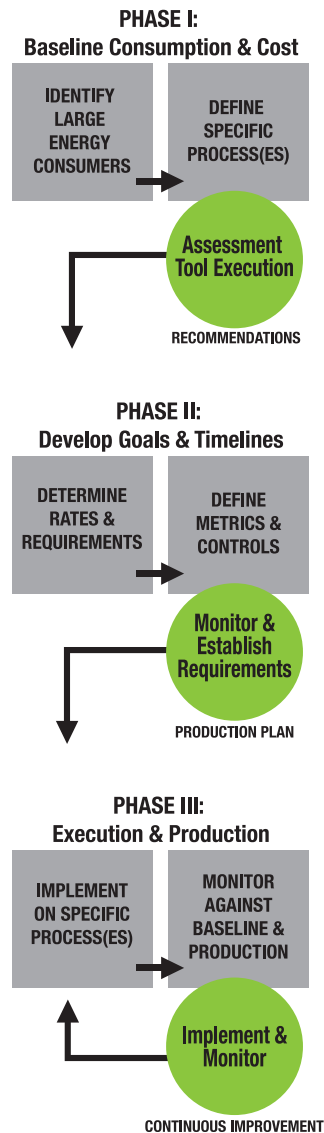 PHASE I:
Baseline Consumption & Cost
IDENTIFY
LARGE
ENERGY
CONSUMERS
DEFINE
SPECIFIC
PROCESS(ES)
Assessment
Tool Execution
RECOMMENDATIONS
PHASE II:
Develop Goals & Timelines
DETERMINE
RATES &
REQUIREMENTS
DEFINE
METRICS &
CONTROLS
Monitor &
Establish
Requirements
PRODUCTION PLAN
PHASE III:
Execution & Production
IMPLEMENT
ON SPECIFIC
PROCESS(ES)
MONITOR
AGAINST
BASELINE &
PRODUCTION
Implement &
Monitor
CONTINUOUS IMPROVEMENT